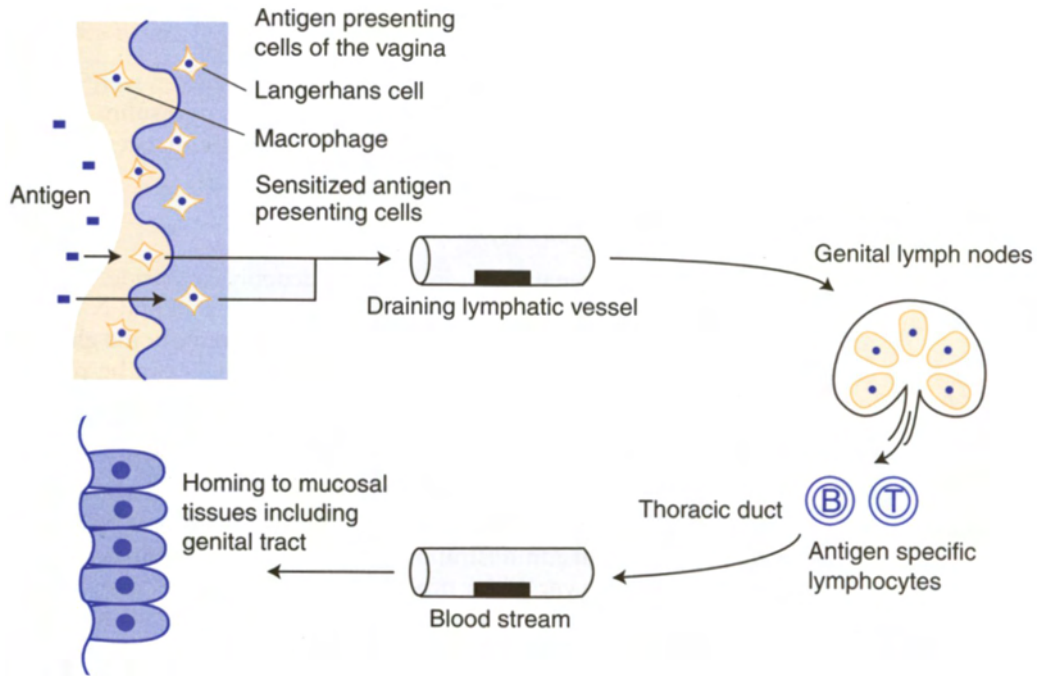 Antigen presenting
cells of the vagina
Langerhans cell
Macrophage
Antigen
Sensitized antigen
presenting cells
Draining lymphatic vessel
Genital lymph nodes
Homing to mucosal
tissues including
genital tract
Thoracic duct
B
T
Antigen specific
lymphocytes
Blood stream